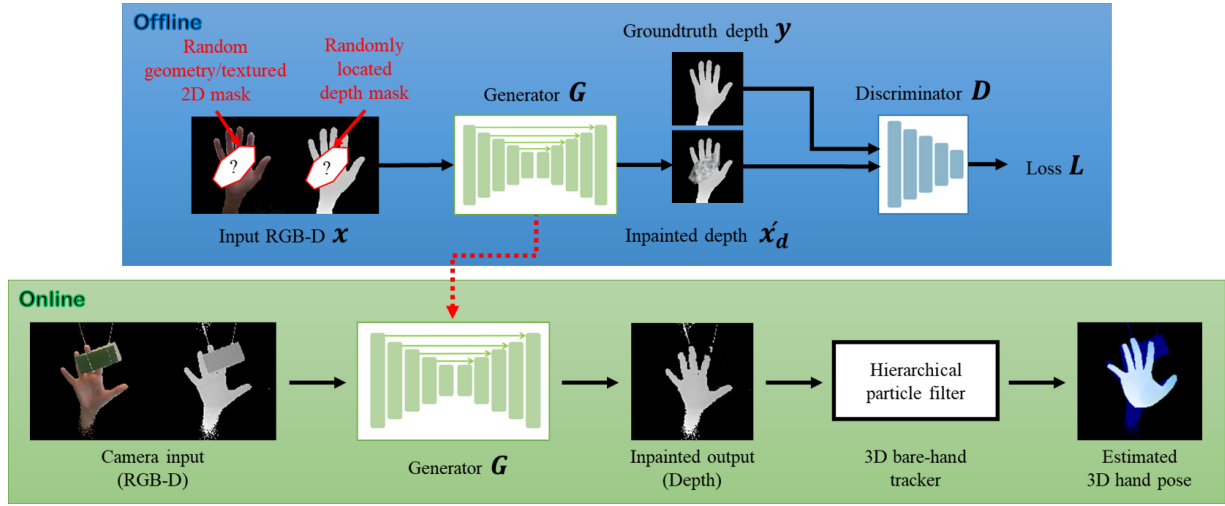 Offline
Random
geometry/textured
2D mask
Randomly
located
depth mask
?
?
Input RGB-D x
Generator G
Groundtruth depth y
Inpainted depth x́d
Discriminator D
Loss L
Online
Camera input
(RGB-D)
Generator G
Inpainted output
(Depth)
Hierarchical
particle filter
3D bare-hand
tracker
Estimated
3D hand pose